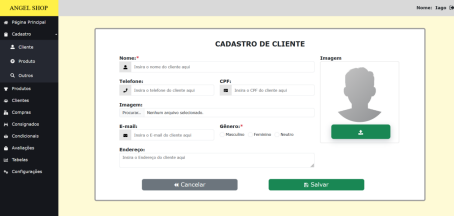 ANGEL SHOP
Nome: Iago
Página Principal
Cadastro
Cliente
Produto
Outros
Produtos
Clientes
Compras
Consignados
Condicionais
Avaliações
Tabelas
Configurações
CADASTRO DE CLIENTE
Nome:*
Insira o nome do cliente aqui
Imagem
Telefone:
CPF:
Insira o telefone do cliente aqui
Insira o CPF do cliente aqui
Imagem:
Procurar... Nenhum arquivo selecionado.
E-mail:
Gênero:*
Insira o E-mail do cliente aqui
Masculino Feminino Neutro
Endereço:
Insira o Endereço do cliente aqui
Cancelar
Salvar